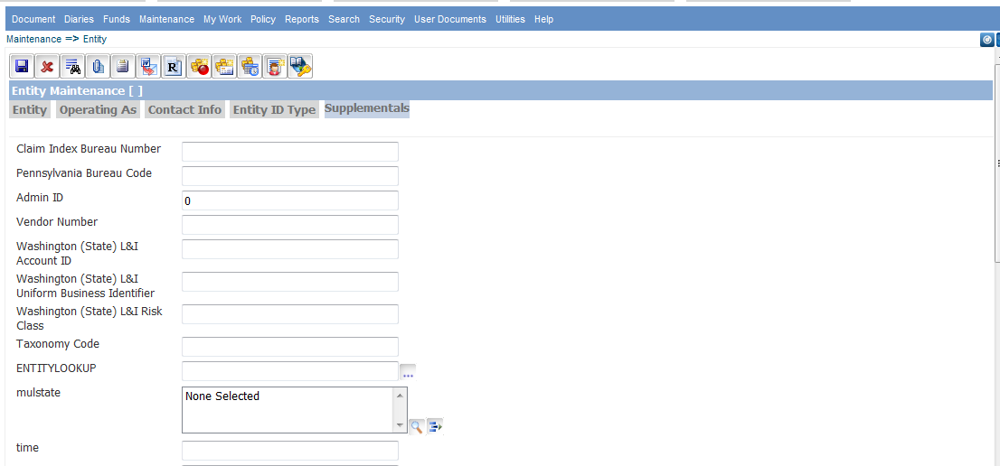 Document Diaries Funds Maintenance My Work Policy Reports Search Security User Documents Utilities Help
Maintenance => Entity
R
Entity Maintenance [ ]
Entity Operating As Contact Info Entity ID Type Supplementals
Claim Index Bureau Number
Pennsylvania Bureau Code
Admin ID 0
Vendor Number
Washington (State) L&I
Account ID
Washington (State) L&I
Uniform Business Identifier
Washington (State) L&I Risk
Class
Taxonomy Code
ENTITYLOOKUP ...
mulstate None Selected
time